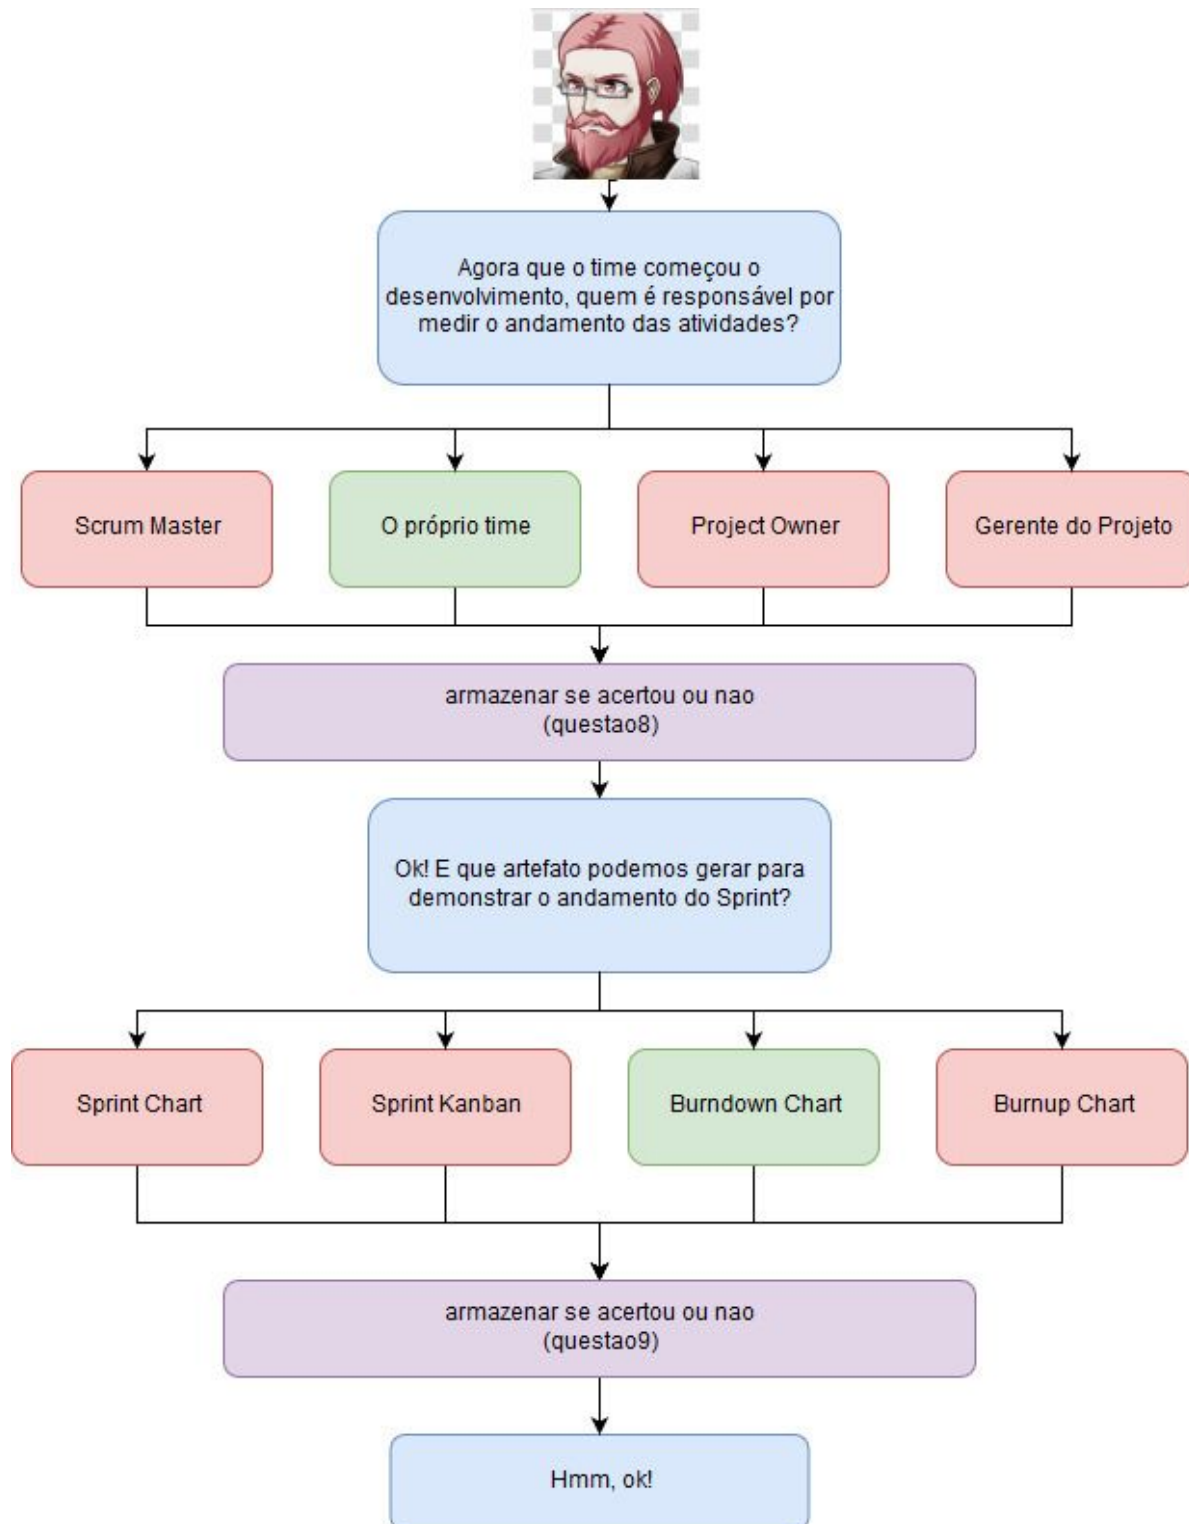 Agora que o time começou o
desenvolvimento, quem é responsável por
medir o andamento das atividades?
Scrum Master
O próprio time
Project Owner
Gerente do Projeto
armazenar se acertou ou nao
(questao8)
Ok! E que artefato podemos gerar para
demonstrar o andamento do Sprint?
Sprint Chart
Sprint Kanban
Burndown Chart
Burnup Chart
armazenar se acertou ou nao
(questao9)
Hmm, ok!